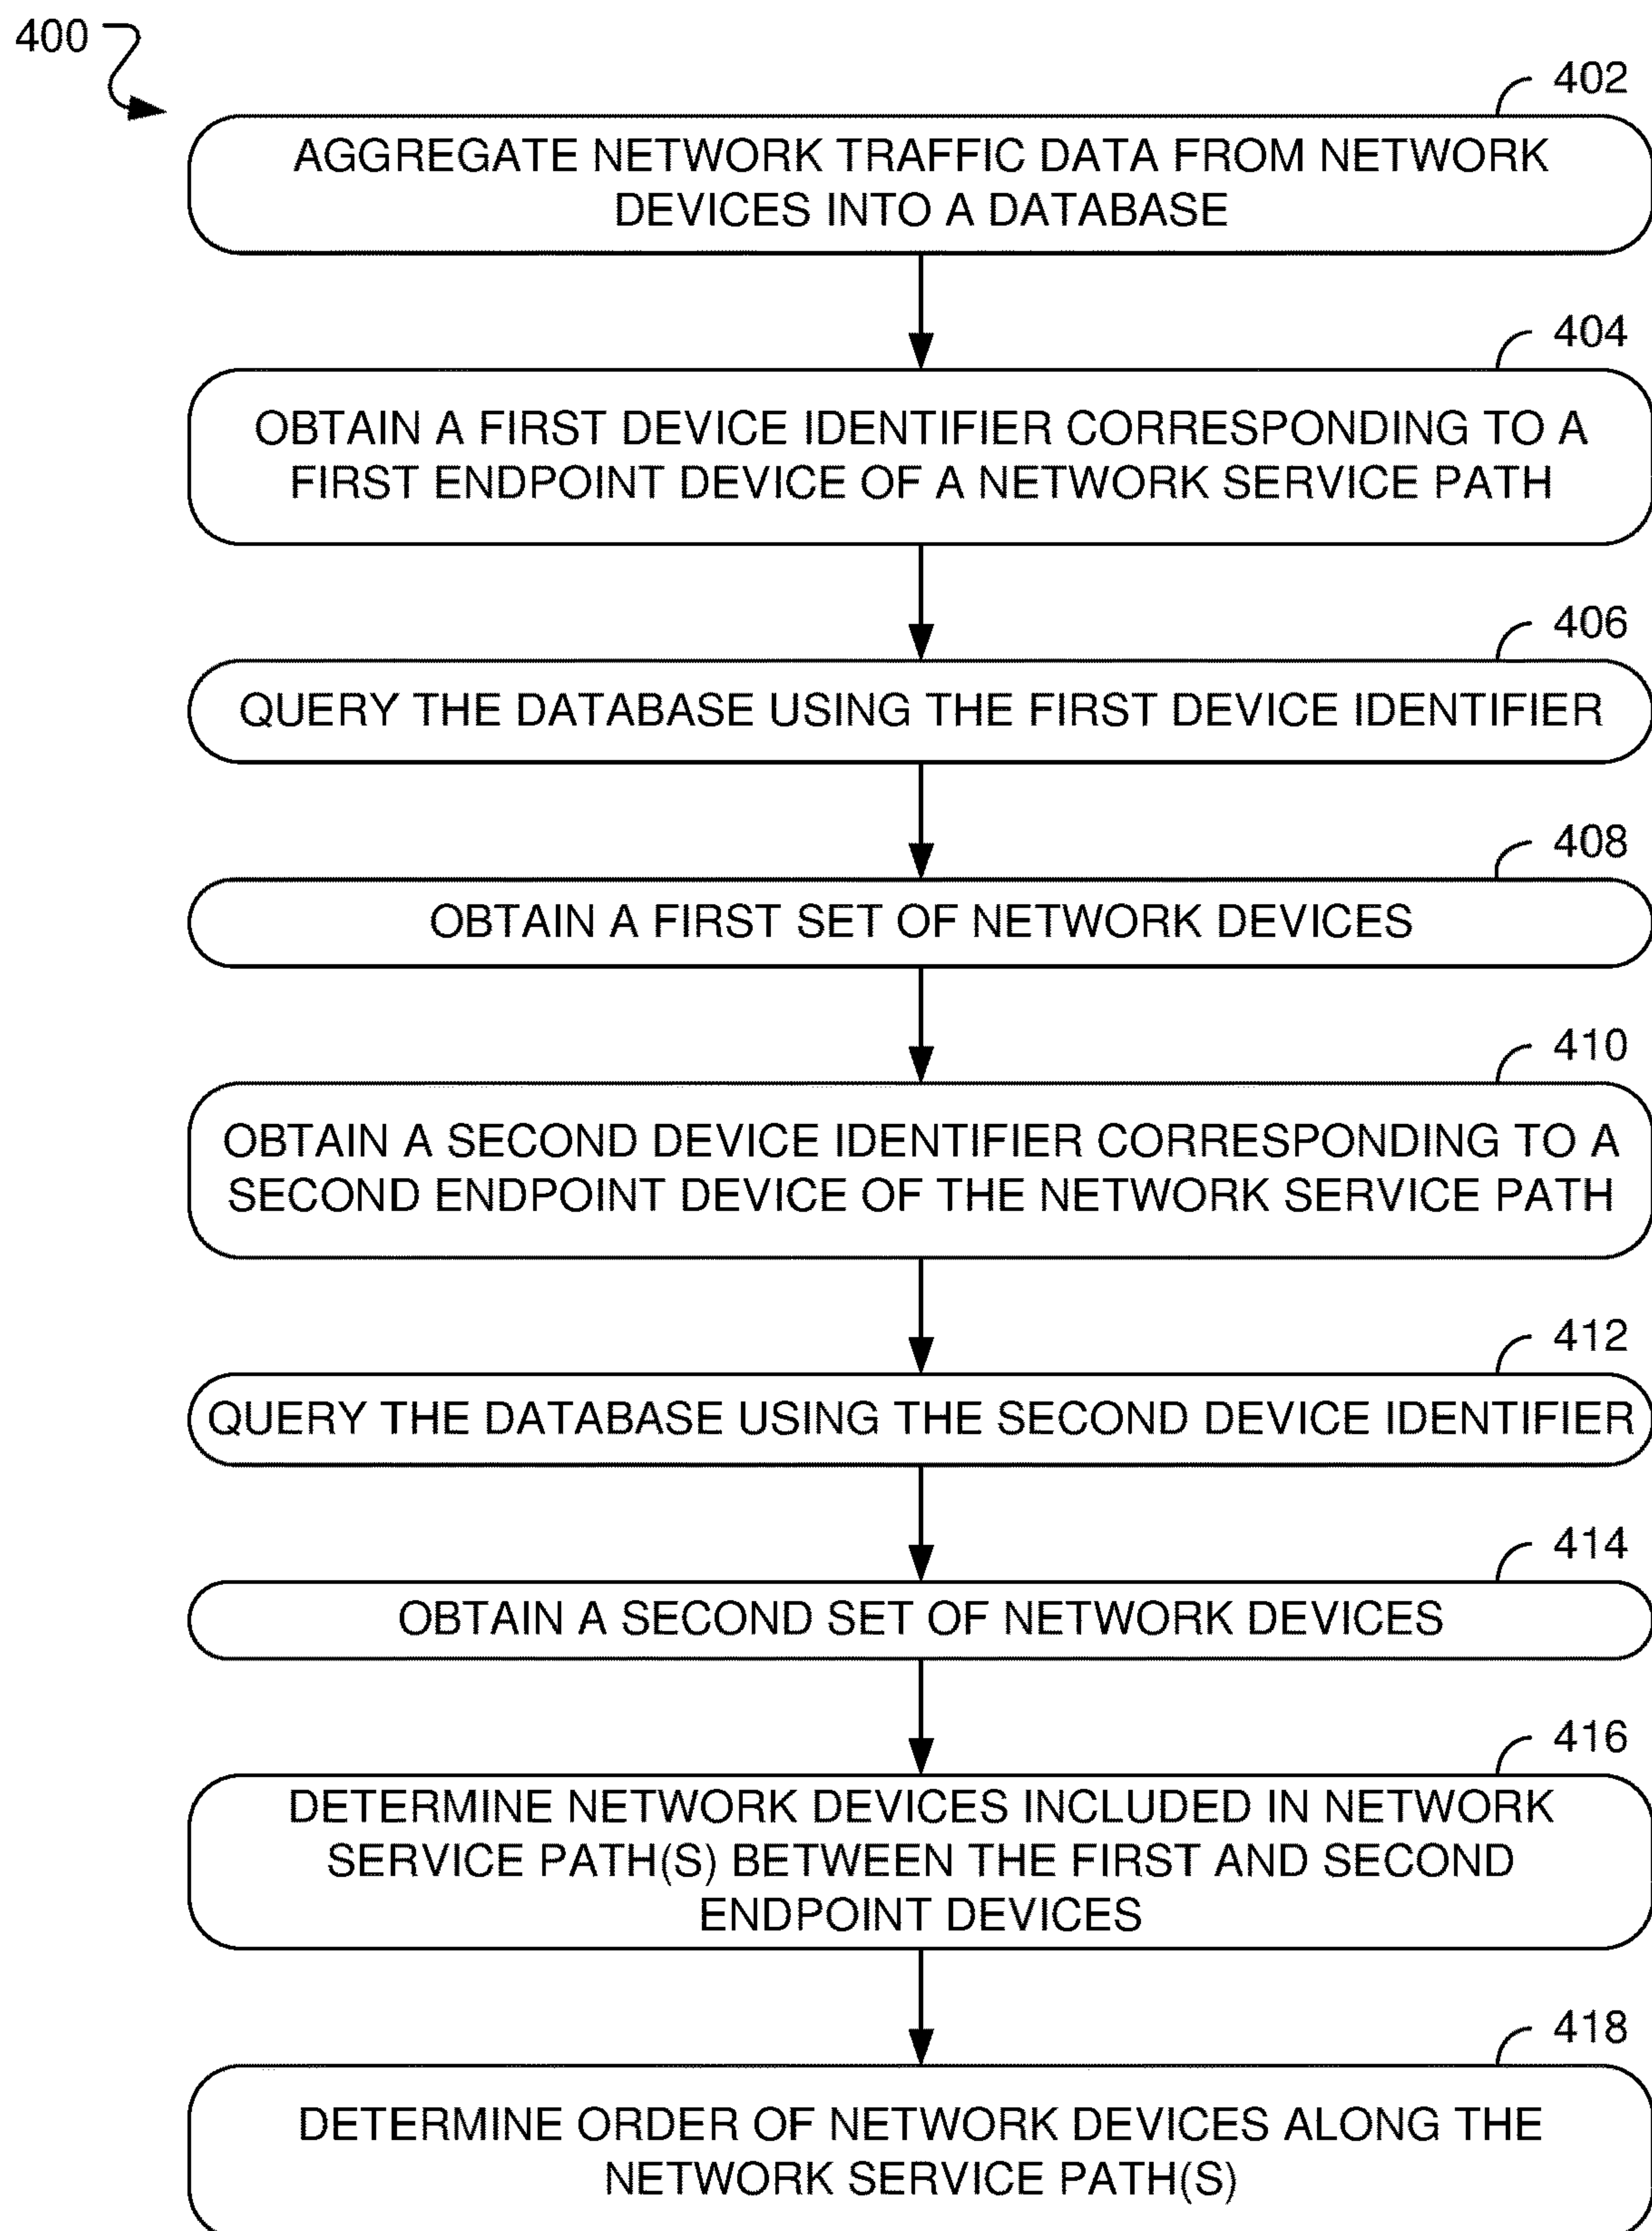 400
402
AGGREGATE NETWORK TRAFFIC DATA FROM NETWORK
DEVICES INTO A DATABASE
404
OBTAIN A FIRST DEVICE IDENTIFIER CORRESPONDING TO A
FIRST ENDPOINT DEVICE OF A NETWORK SERVICE PATH
406
QUERY THE DATABASE USING THE FIRST DEVICE IDENTIFIER
408
OBTAIN A FIRST SET OF NETWORK DEVICES
410
OBTAIN A SECOND DEVICE IDENTIFIER CORRESPONDING TO A
SECOND ENDPOINT DEVICE OF THE NETWORK SERVICE PATH
412
QUERY THE DATABASE USING THE SECOND DEVICE IDENTIFIER
414
OBTAIN A SECOND SET OF NETWORK DEVICES
416
DETERMINE NETWORK DEVICES INCLUDED IN NETWORK
SERVICE PATH(S) BETWEEN THE FIRST AND SECOND
ENDPOINT DEVICES
418
DETERMINE ORDER OF NETWORK DEVICES ALONG THE
NETWORK SERVICE PATH(S)